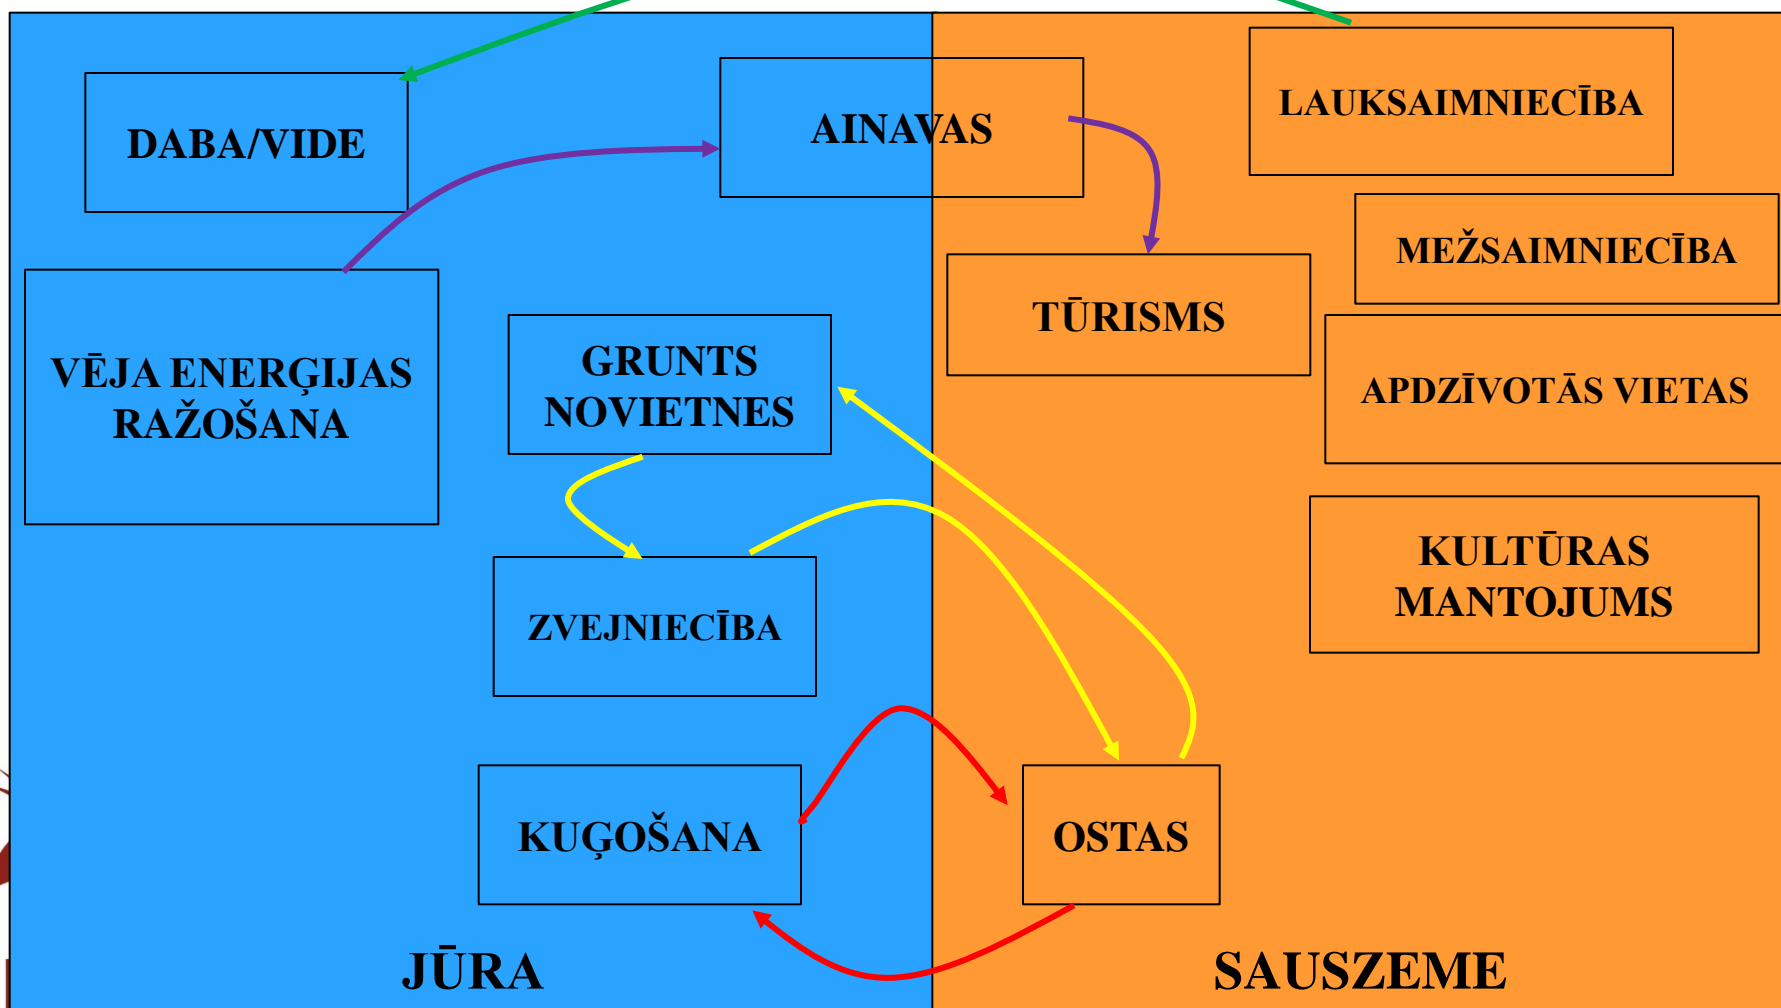 DABA/VIDE
AINAVAS
LAUKSAIMNIECĪBA
MEŽSAIMNIECĪBA
VĒJA ENERĢIJAS
RAŽOŠANA
GRUNTS
NOVIETNES
TŪRISMS
APDZĪVOTĀS VIETAS
ZVEJNIECĪBA
KULTŪRAS
MANTOJUMS
KUĢOŠANA
OSTAS
JŪRA
SAUSZEME